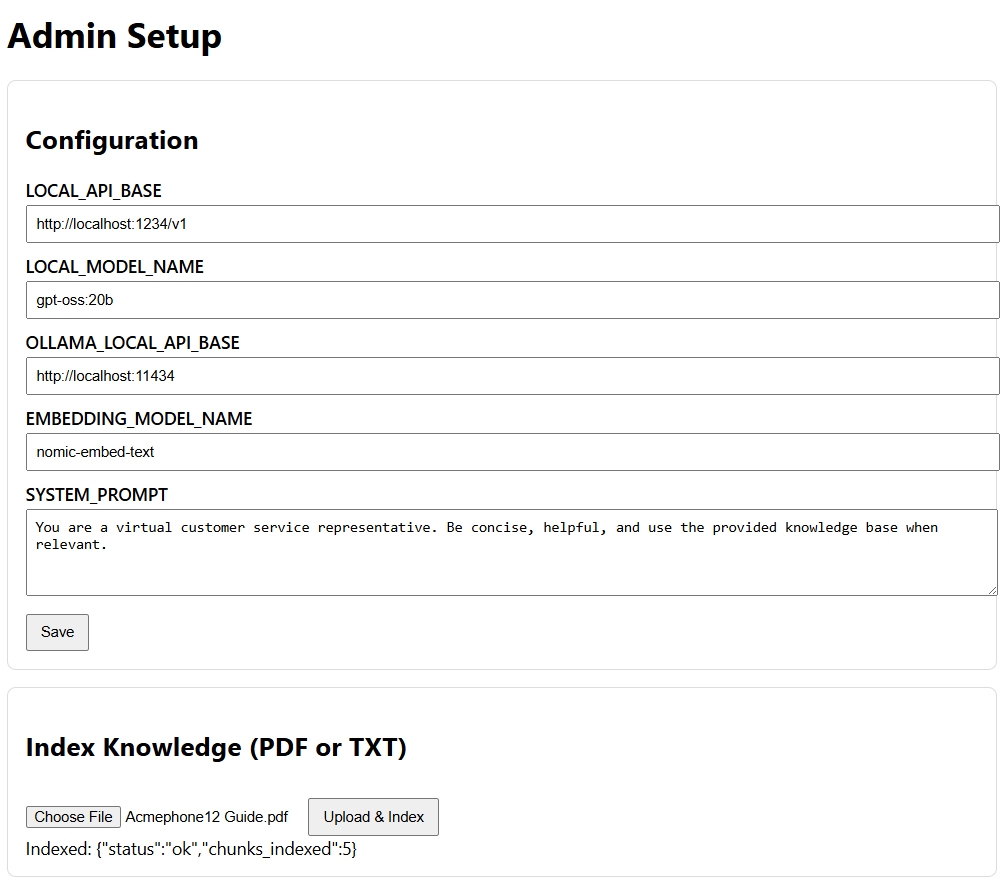 Admin Setup
Configuration
LOCAL_API_BASE
http://localhost:1234/v1
LOCAL_MODEL_NAME
gpt-oss:20b
OLLAMA_LOCAL_API_BASE
http://localhost:11434
EMBEDDING_MODEL_NAME
nomic-embed-text
SYSTEM_PROMPT
You are a virtual customer service representative. Be concise, helpful, and use the provided knowledge base when
relevant.
Save
Index Knowledge (PDF or TXT)
Choose File Acmephone12 Guide.pdf Upload & Index
Indexed: {"status":"ok","chunks_indexed":5}